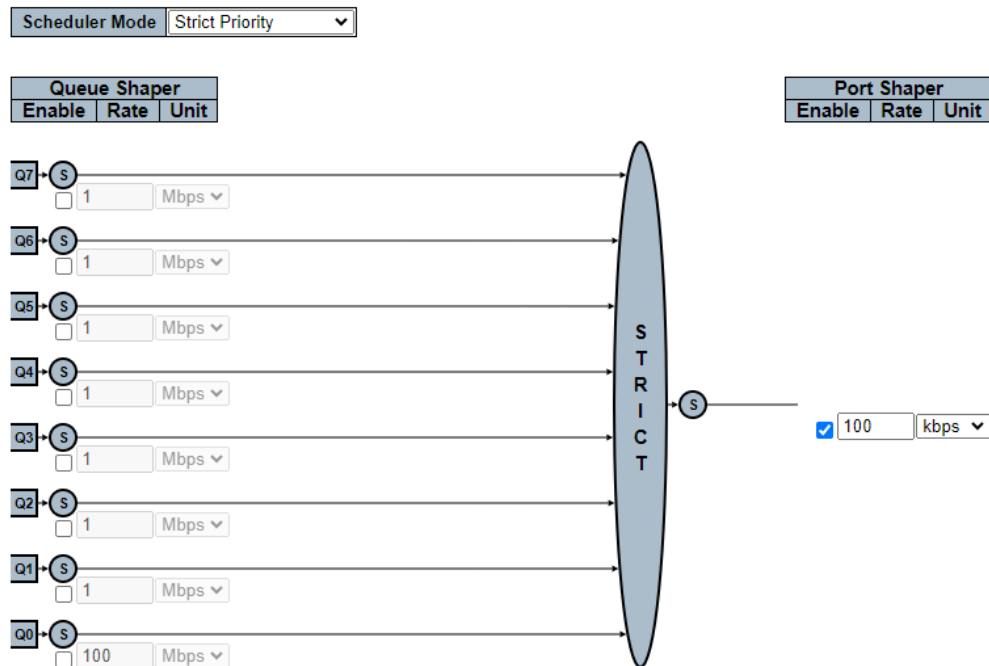 Scheduler Mode Strict Priority
Queue Shaper
Enable Rate Unit
Port Shaper
Enable Rate Unit
Q7 S
1 Mbps
Q6 S
1 Mbps
Q5 S
1 Mbps
Q4 S
1 Mbps
Q3 S
1 Mbps
Q2 S
1 Mbps
Q1 S
1 Mbps
Q0 S
100 Mbps
S
T
R
I
C
T
S
100 kbps